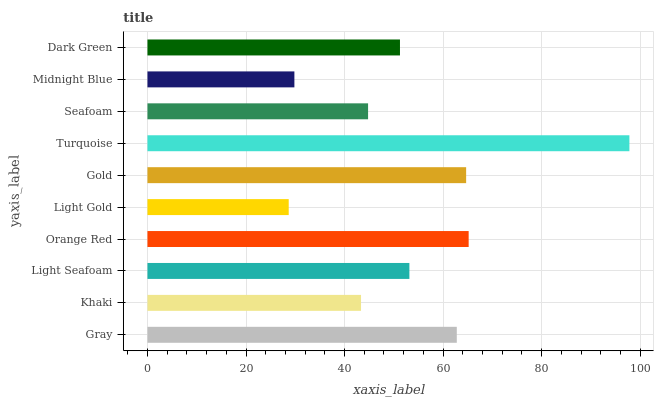 title
Dark Green
Midnight Blue
Seafoam
Turquoise
Gold
Light Gold
Orange Red
Light Seafoam
Khaki
Gray
yaxis_label
0 20 40 60 80 100
xaxis_label